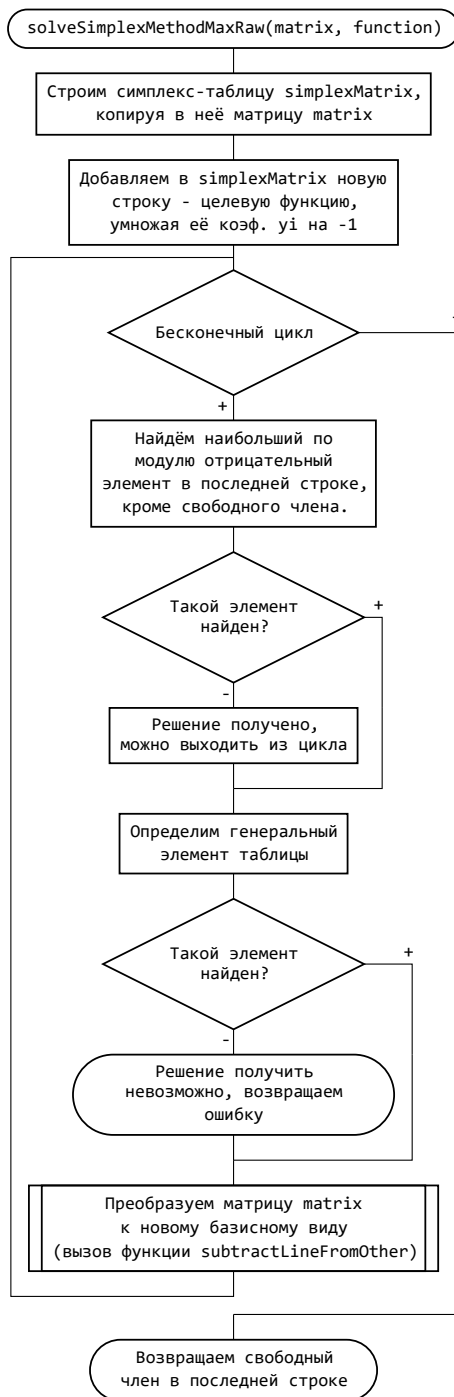 solveSimplexMethodMaxRaw(matrix, function)
Строим симплекс-таблицу simplexMatrix,
копируя в неё матрицу matrix
Добавляем в simplexMatrix новую
строку - целевую функцию,
умножая её коэф. yi на -1
Бесконечный цикл
+
Найдём наибольший по
модулю отрицательный
элемент в последней строке,
кроме свободного члена.
Такой элемент
найден?
+
-
Решение получено,
можно выходить из цикла
Определим генеральный
элемент таблицы
Такой элемент
найден?
+
-
Решение получить
невозможно, возвращаем
ошибку
Преобразуем матрицу matrix
к новому базисному виду
(вызов функции subtractLineFromOther)
Возвращаем свободный
член в последней строке